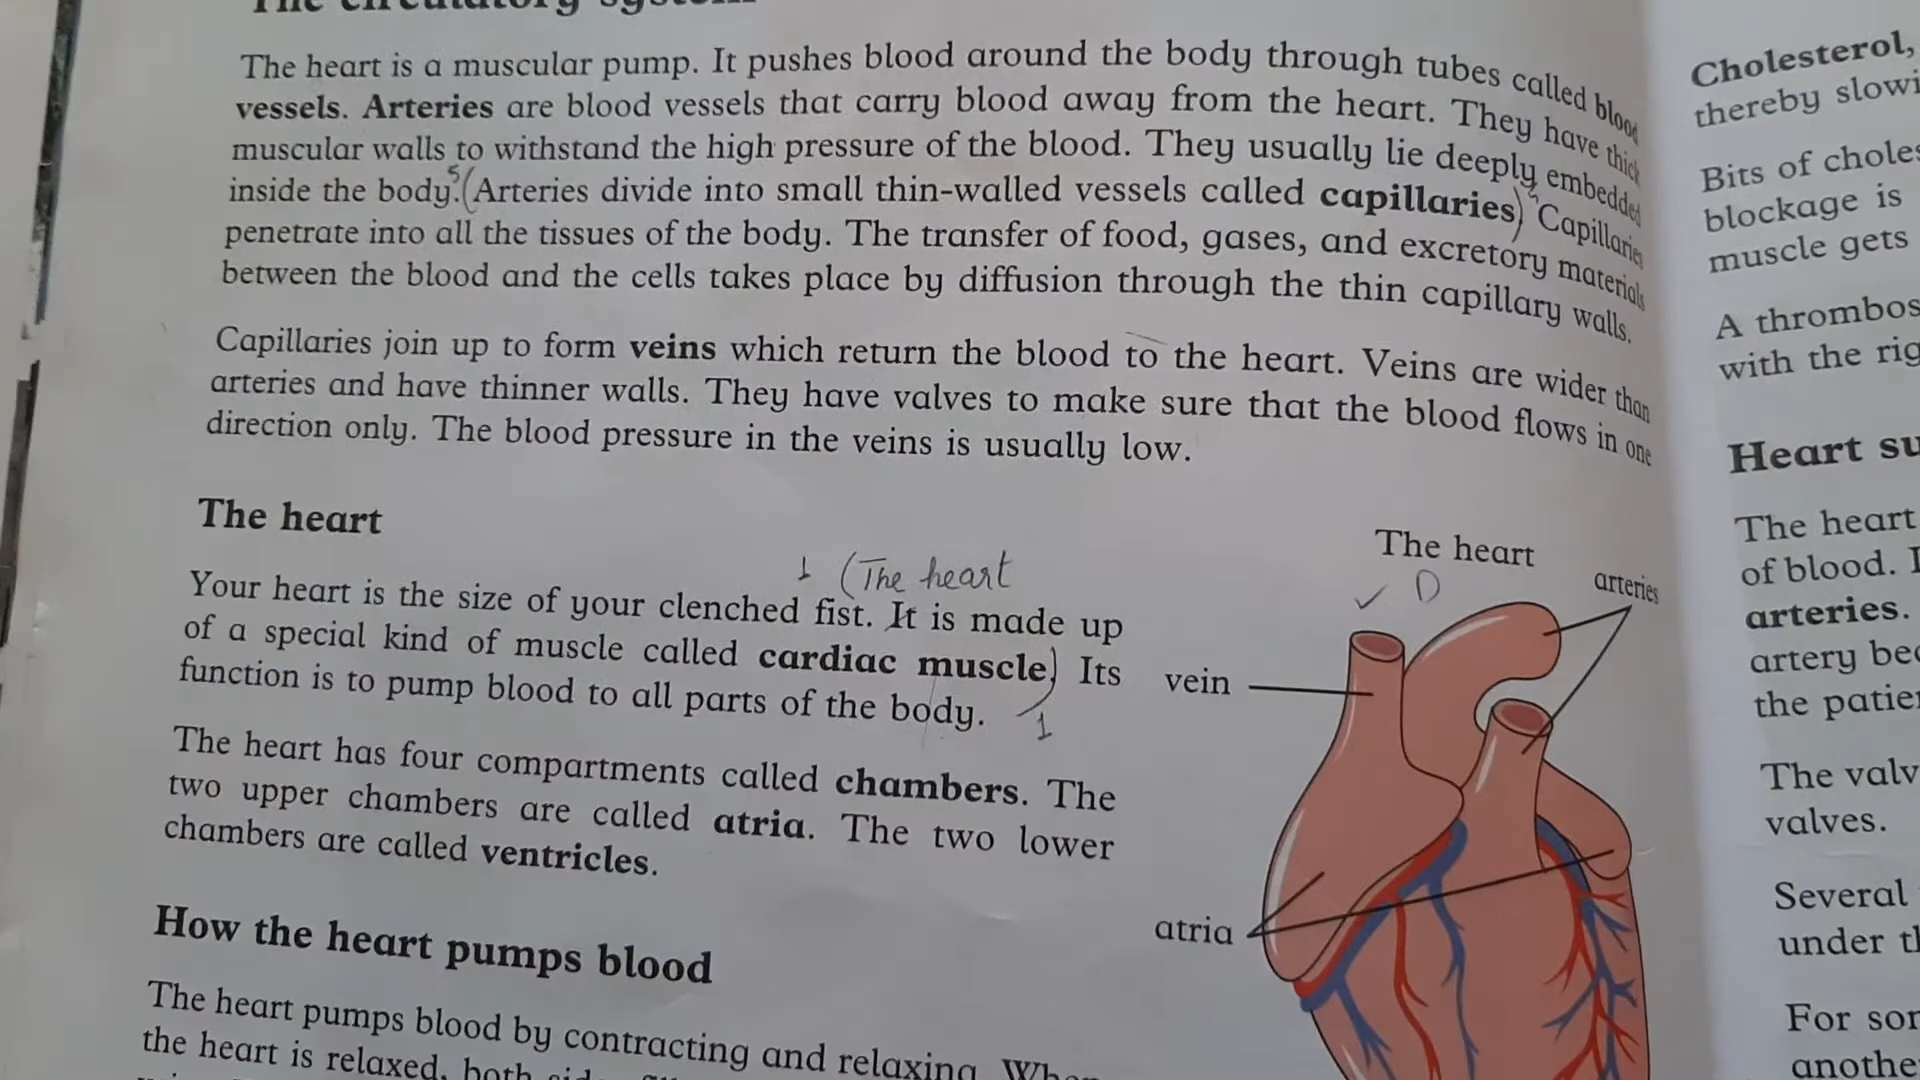 The circulatory system
The heart is a muscular pump. It pushes blood around the body through tubes called blood
vessels. Arteries are blood vessels that carry blood away from the heart. They have thick
muscular walls to withstand the high pressure of the blood. They usually lie deeply embedded
inside the body. 5 (Arteries divide into small thin-walled vessels called capillaries) Capillaries
penetrate into all the tissues of the body. The transfer of food, gases, and excretory materials
between the blood and the cells takes place by diffusion through the thin capillary walls.
Capillaries join up to form veins which return the blood to the heart. Veins are wider than
arteries and have thinner walls. They have valves to make sure that the blood flows in one
direction only. The blood pressure in the veins is usually low.
The heart
1 (The heart
Your heart is the size of your clenched fist. It is made up
of a special kind of muscle called cardiac muscle) Its
function is to pump blood to all parts of the body.
1
The heart has four compartments called chambers. The
two upper chambers are called atria. The two lower
chambers are called ventricles.
How the heart pumps blood
The heart pumps blood by contracting and relaxing. When
the heart is relaxed, both
The heart
✓ D
arteries
vein
atria
Cholesterol,
thereby
Bits of
blockage is
muscle gets
A
with the
Heart
The heart
of blood.
arteries.
artery
the
The
valves.
Several
under
For